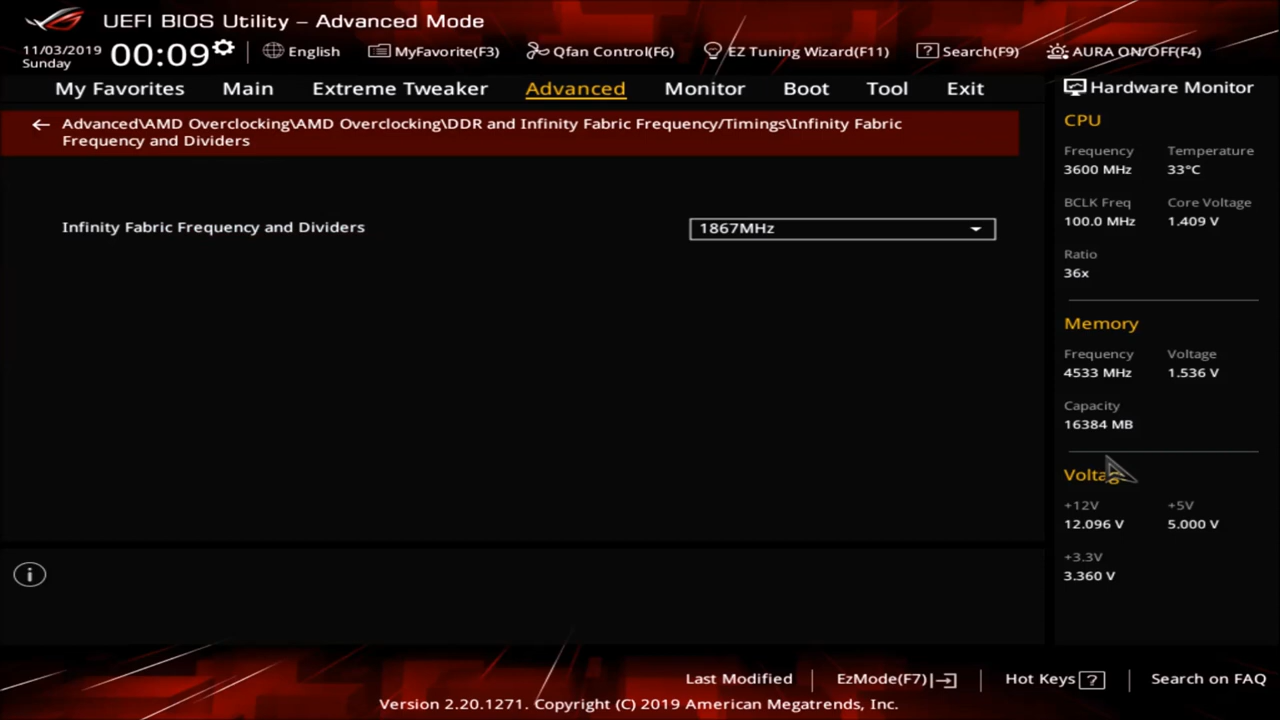 UEFI BIOS Utility – Advanced Mode
11/03/2019
Sunday
00:09
English
MyFavorite(F3)
Qfan Control(F6)
EZ Tuning Wizard(F11)
? Search(F9)
AURA ON/OFF(F4)
My Favorites Main Extreme Tweaker Advanced Monitor Boot Tool Exit
Hardware Monitor
← Advanced\AMD Overclocking\AMD Overclocking\DDR and Infinity Fabric Frequency/Timings\Infinity Fabric
Frequency and Dividers
Infinity Fabric Frequency and Dividers 1867MHz
CPU
Frequency Temperature
3600 MHz 33°C
BCLK Freq Core Voltage
100.0 MHz 1.409 V
Ratio
36x
Memory
Frequency Voltage
4533 MHz 1.536 V
Capacity
16384 MB
Voltag
+12V +5V
12.096 V 5.000 V
+3.3V
3.360 V
i
Last Modified EzMode(F7) Hot Keys ? Search on FAQ
Version 2.20.1271. Copyright (C) 2019 American Megatrends, Inc.